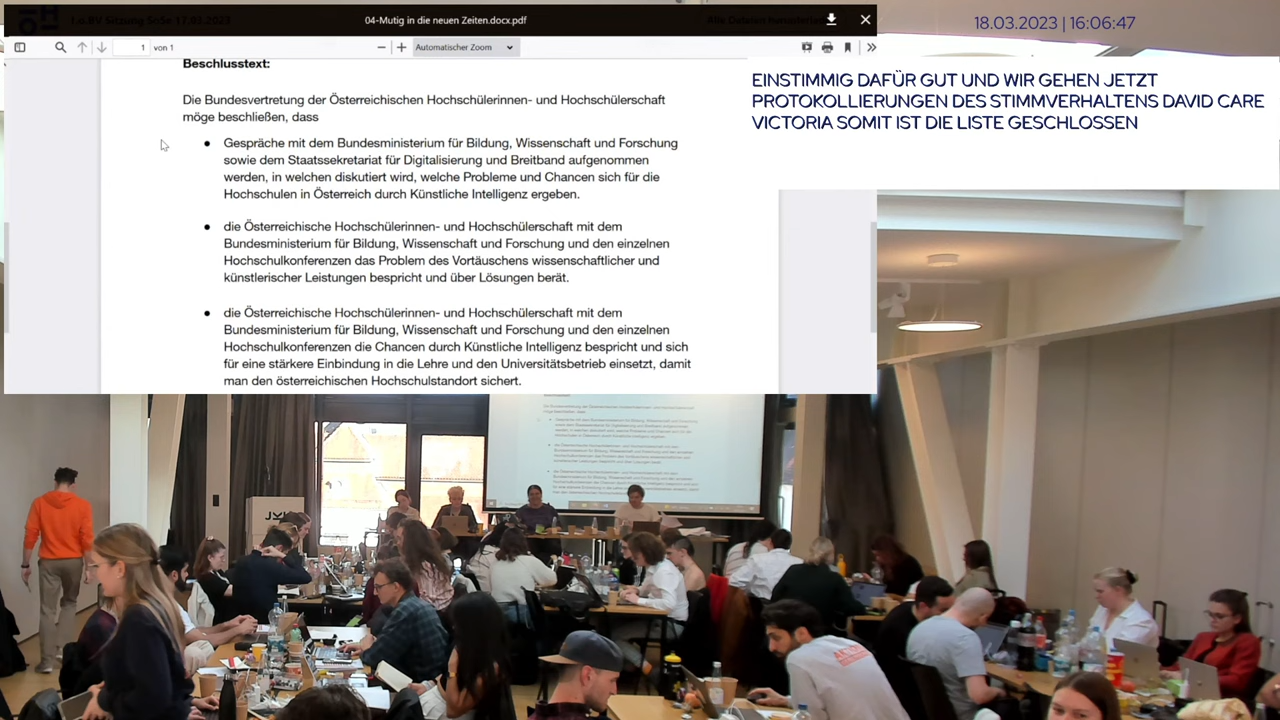 1.o.BV Sitzung SoSe 17.03.2023
04-Mutig in die neuen Zeiten.docx.pdf
18.03.2023 | 16:06:47
1 von 1
Automatischer Zoom
Beschlusstext:
Die Bundesvertretung der Österreichischen Hochschülerinnen- und Hochschülerschaft
möge beschließen, dass
● Gespräche mit dem Bundesministerium für Bildung, Wissenschaft und Forschung
sowie dem Staatssekretariat für Digitalisierung und Breitband aufgenommen
werden, in welchen diskutiert wird, welche Probleme und Chancen sich für die
Hochschulen in Österreich durch Künstliche Intelligenz ergeben.
● die Österreichische Hochschülerinnen- und Hochschülerschaft mit dem
Bundesministerium für Bildung, Wissenschaft und Forschung und den einzelnen
Hochschulkonferenzen das Problem des Vortäuschens wissenschaftlicher und
künstlerischer Leistungen bespricht und über Lösungen berät.
● die Österreichische Hochschülerinnen- und Hochschülerschaft mit dem
Bundesministerium für Bildung, Wissenschaft und Forschung und den einzelnen
Hochschulkonferenzen die Chancen durch Künstliche Intelligenz bespricht und sich
für eine stärkere Einbindung in die Lehre und den Universitätsbetrieb einsetzt, damit
man den österreichischen Hochschulstandort sichert.
EINSTIMMIG DAFÜR GUT UND WIR GEHEN JETZT
PROTOKOLLIERUNGEN DES STIMMVERHALTENS DAVID CARE
VICTORIA SOMIT IST DIE LISTE GESCHLOSSEN